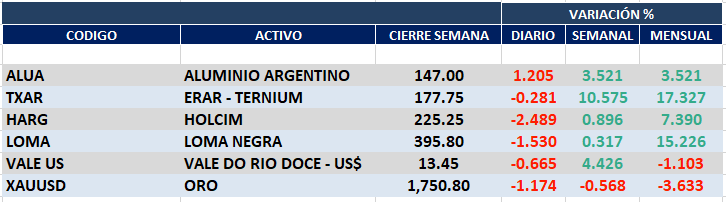 VARIACIÓN %
CODIGO ACTIVO CIERRE SEMANA DIARIO SEMANAL MENSUAL
ALUA ALUMINIO ARGENTINO 147.00 1.205 3.521 3.521
TXAR ERAR - TERNIUM 177.75 -0.281 10.575 17.327
HARG HOLCIM 225.25 -2.489 0.896 7.390
LOMA LOMA NEGRA 395.80 -1.530 0.317 15.226
VALE US VALE DO RIO DOCE - US$ 13.45 -0.665 4.426 -1.103
XAUUSD ORO 1,750.80 -1.174 -0.568 -3.633